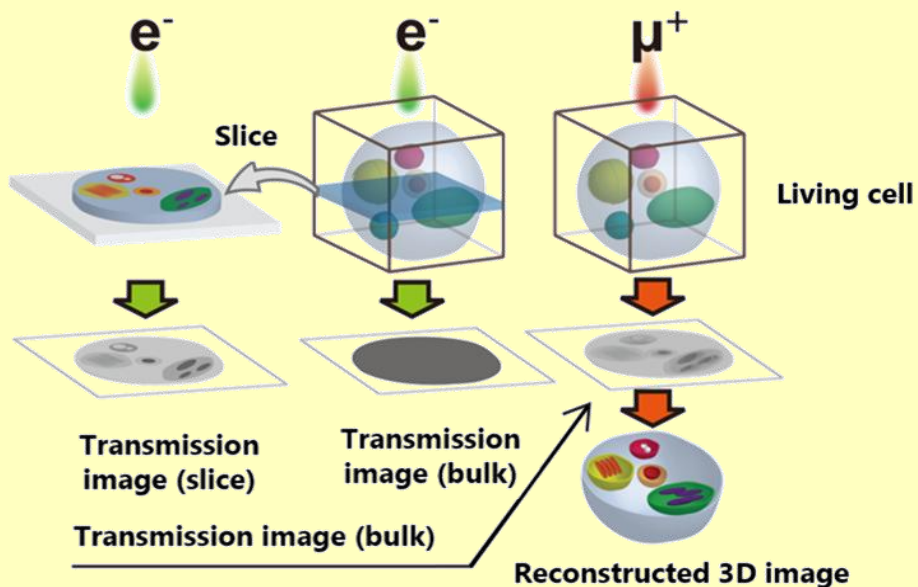 e⁻
e⁻
μ⁺
Slice
Living cell
Transmission
image (slice)
Transmission
image (bulk)
Transmission image (bulk)
Reconstructed 3D image